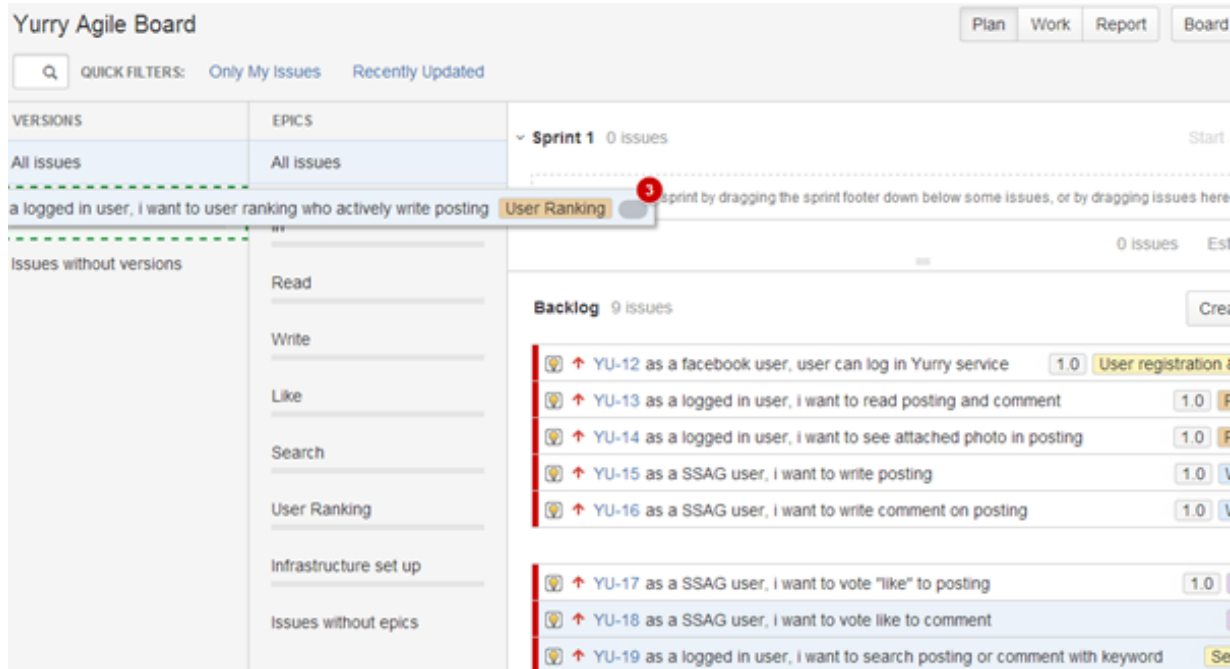 Yurry Agile Board
Plan Work Report Board
QUICK FILTERS: Only My Issues Recently Updated
VERSIONS
All issues
Issues without versions
EPICS
All issues
in
Read
Write
Like
Search
User Ranking
Infrastructure set up
Issues without epics
a logged in user, i want to user ranking who actively write posting User Ranking 3
Sprint 1 0 issues Start
sprint by dragging the sprint footer down below some issues, or by dragging issues here
0 issues
Backlog 9 issues
YU-12 as a facebook user, user can log in Yurry service 1.0 User registration
YU-13 as a logged in user, i want to read posting and comment 1.0
YU-14 as a logged in user, i want to see attached photo in posting 1.0
YU-15 as a SSAG user, i want to write posting 1.0
YU-16 as a SSAG user, i want to write comment on posting 1.0
YU-17 as a SSAG user, i want to vote "like" to posting 1.0
YU-18 as a SSAG user, i want to vote like to comment
YU-19 as a logged in user, i want to search posting or comment with keyword